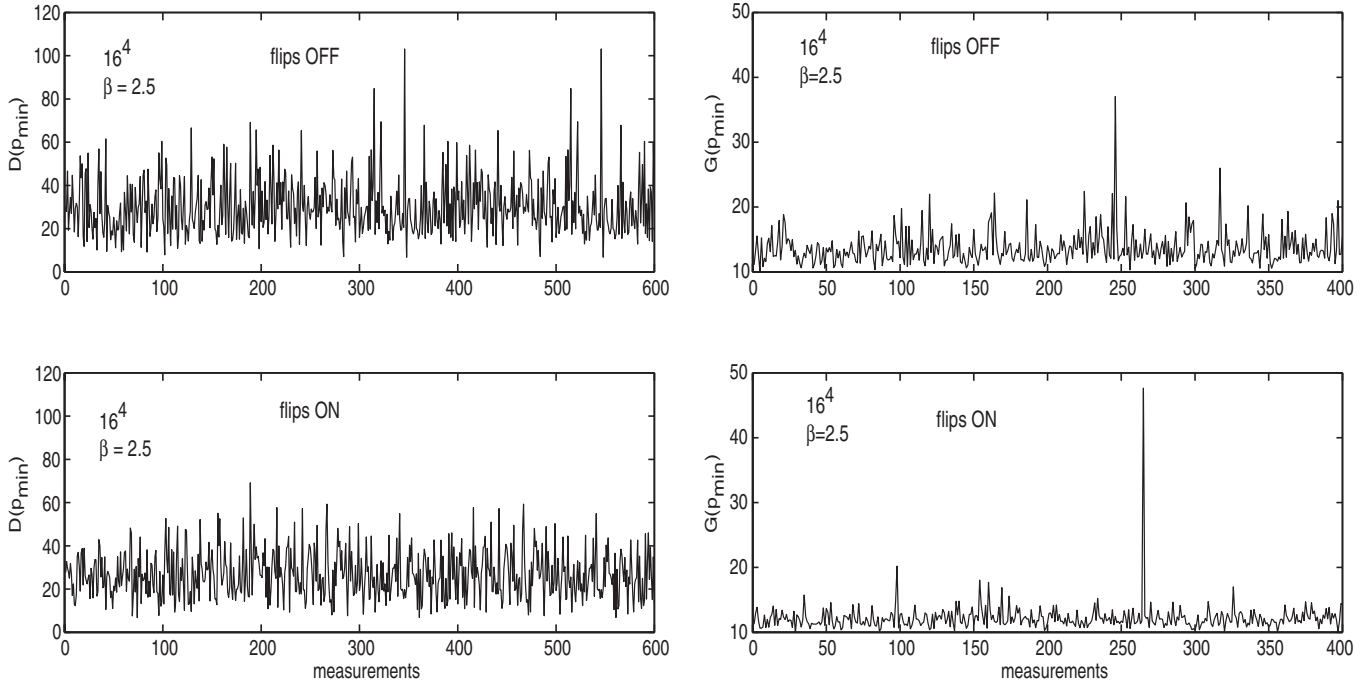 120
100
80
60
40
20
0
D(p_min)
16^4
β = 2.5
flips OFF
0 100 200 300 400 500 600
50
40
30
20
10
G(p_min)
16^4
β=2.5
flips OFF
0 50 100 150 200 250 300 350 400
120
100
80
60
40
20
0
D(p_min)
16^4
β = 2.5
flips ON
0 100 200 300 400 500 600
measurements
50
40
30
20
10
G(p_min)
16^4
β=2.5
flips ON
0 50 100 150 200 250 300 350 400
measurements